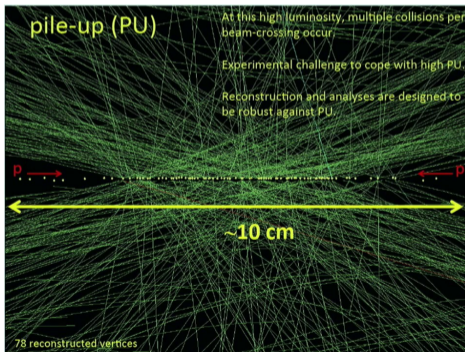 pile-up (PU)
At this high luminosity, multiple collisions per
beam-crossing occur.
Experimental challenge to cope with high PU.
Reconstruction and analyses are designed to
be robust against PU.
p
p
~10 cm
78 reconstructed vertices